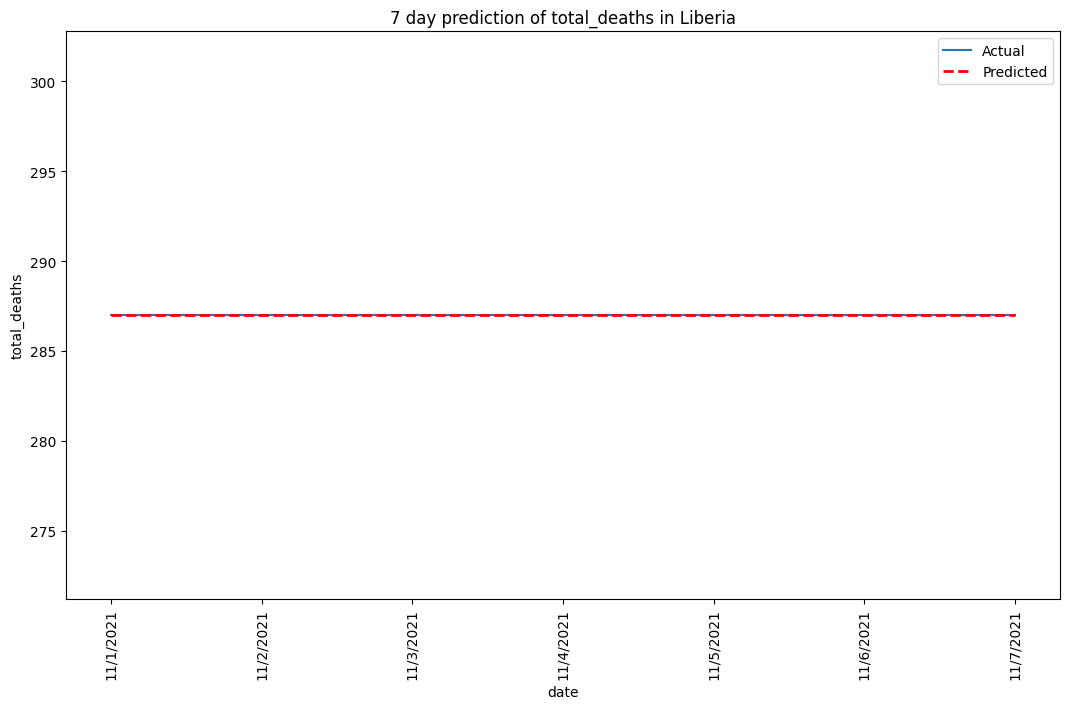 7 day prediction of total_deaths in Liberia
Actual
Predicted
300
295
290
285
280
275
total_deaths
11/1/2021
11/2/2021
11/3/2021
11/4/2021
11/5/2021
11/6/2021
11/7/2021
date